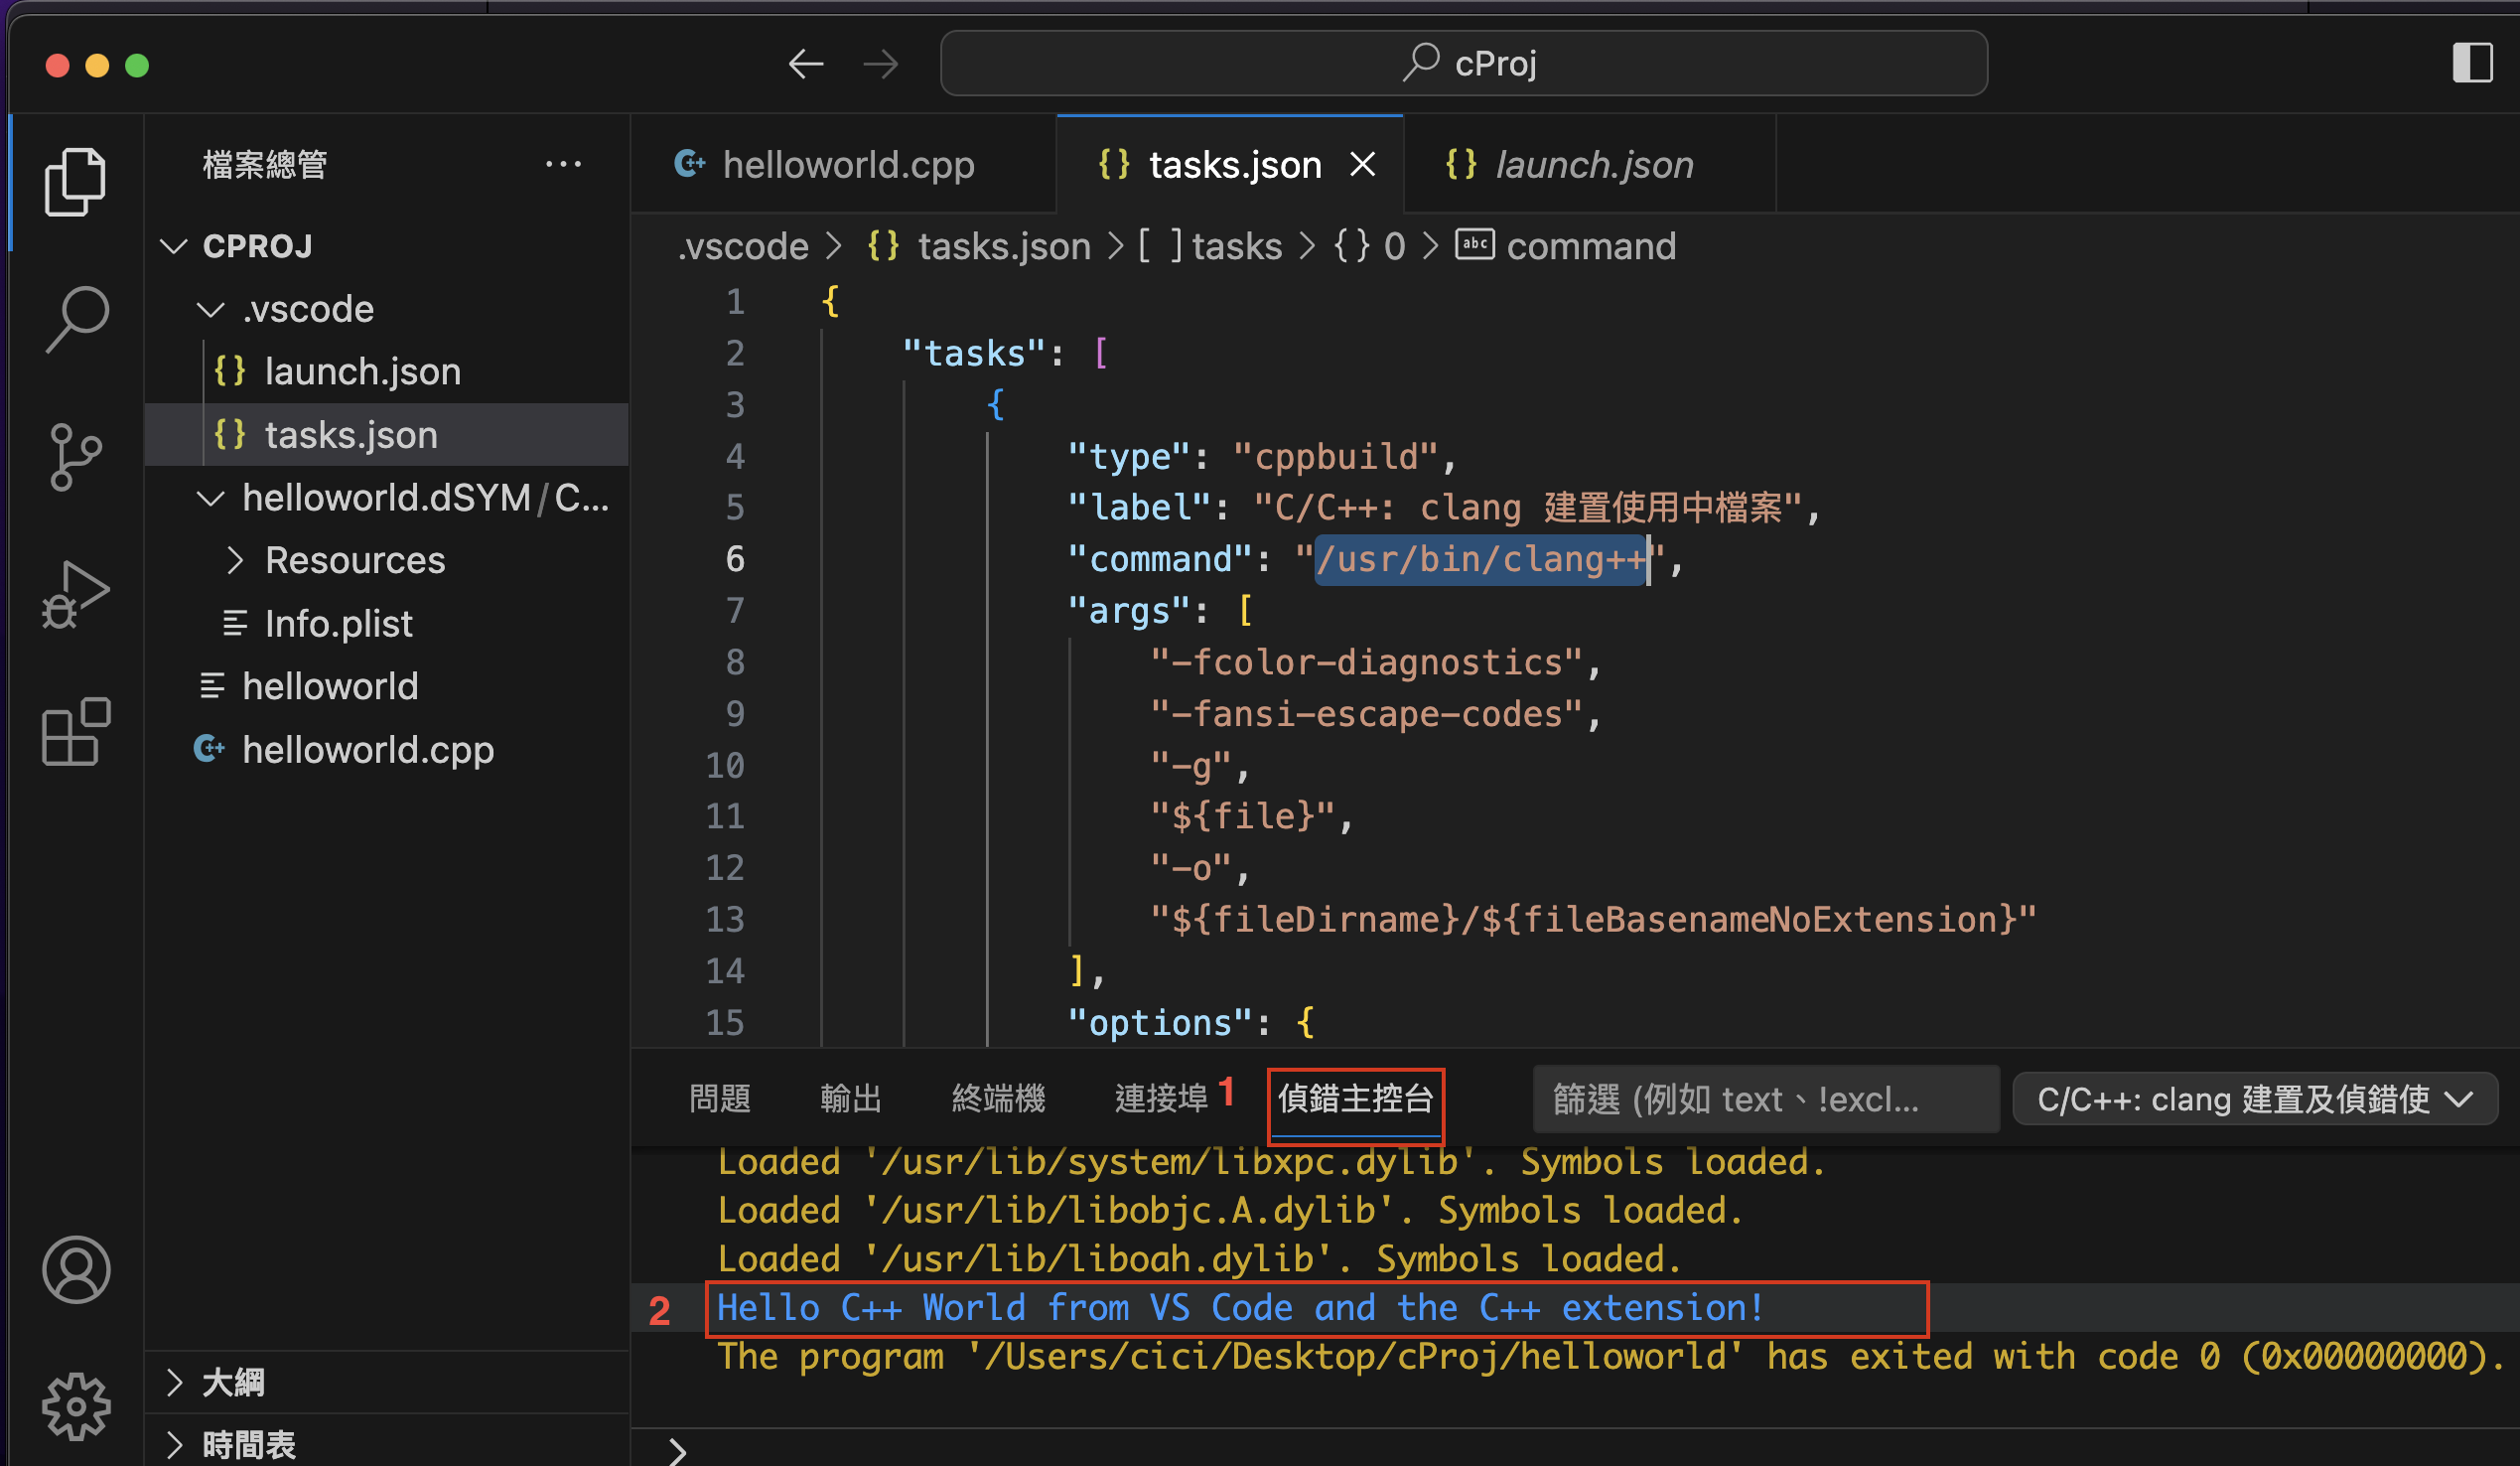 cProj
檔案總管
CPROJ
.vscode
launch.json
tasks.json
helloworld.dSYM/C...
Resources
Info.plist
helloworld
helloworld.cpp
大綱
時間表
helloworld.cpp
tasks.json
launch.json
.vscode > {} tasks.json > [ ] tasks > {} 0 > abc command
1 {
2 "tasks": [
3 {
4 "type": "cppbuild",
5 "label": "C/C++: clang 建置使用中檔案",
6 "command": "/usr/bin/clang++",
7 "args": [
8 "-fcolor-diagnostics",
9 "-fansi-escape-codes",
10 "-g",
11 "${file}",
12 "-o",
13 "${fileDirname}/${fileBasenameNoExtension}"
14 ],
15 "options": {
問題 輸出 終端機 連接埠 1 偵錯主控台 篩選 (例如 text、!excl... C/C++: clang 建置及偵錯使
Loaded '/usr/lib/system/libxpc.dylib'. Symbols loaded.
Loaded '/usr/lib/libobjc.A.dylib'. Symbols loaded.
Loaded '/usr/lib/liboah.dylib'. Symbols loaded.
2 Hello C++ World from VS Code and the C++ extension!
The program '/Users/cici/Desktop/cProj/helloworld' has exited with code 0 (0x00000000).